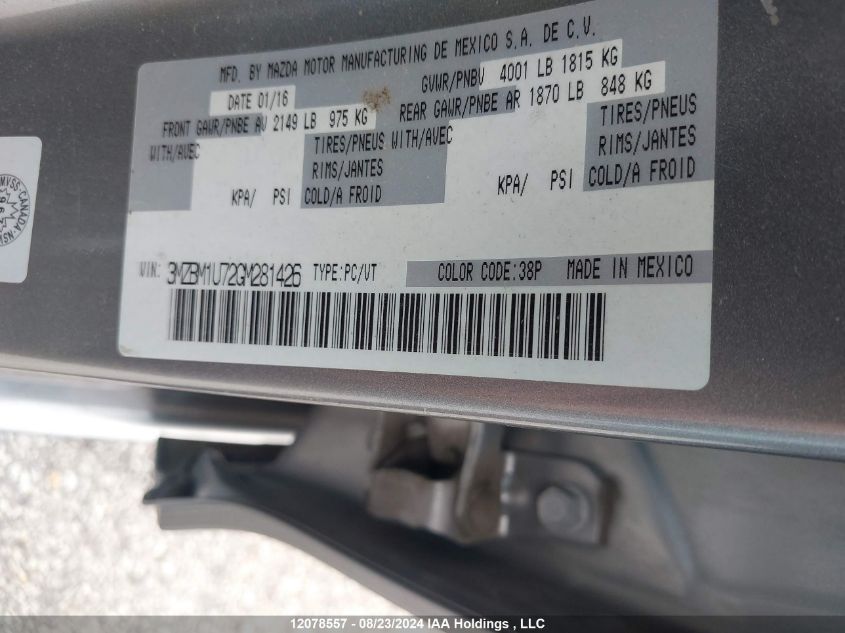 MFD. BY MAZDA MOTOR MANUFACTURING DE MEXICO S.A. DE C.V.
DATE 01/16 GVWR/PNBV 4001 LB 1815 KG
FRONT GAWR/PNBE AV 2149 LB 975 KG REAR GAWR/PNBE AR 1870 LB 848 KG
WITH/AVEC TIRES/PNEUS WITH/AVEC TIRES/PNEUS
RIMS/JANTES RIMS/JANTES
KPA/ PSI COLD/A FROID KPA/ PSI COLD/A FROID
VIN: 3MZBM1U72GM281426 TYPE:PC/VT COLOR CODE:38P MADE IN MEXICO
12078557 - 08/23/2024 IAA Holdings , LLC